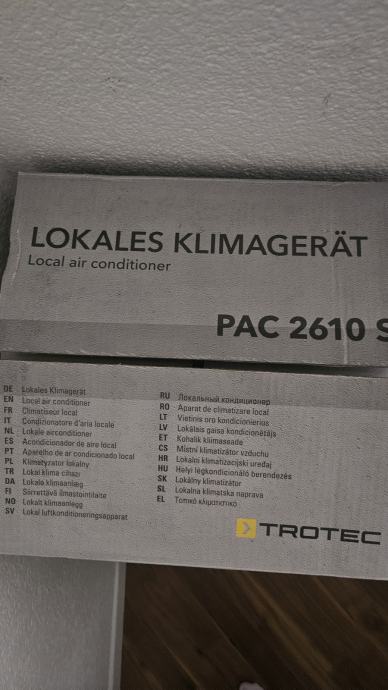 LOKALES KLIMAGERÄT
Local air conditioner
PAC 2610 S
DE Lokales Klimagerät
EN Local air conditioner
FR Climatiseur local
IT Condizionatore d'aria locale
NL Lokale airconditioner
ES Acondicionador de aire local
PT Aparelho de ar condicionado local
PL Klimatyzator lokalny
TR Lokal klima cihazı
DA Lokale klimaanlæg
FI Siirrettävä ilmastointilaite
NO Lokalt klimaanlegg
SV Lokal luftkonditioneringsapparat
RU Локальный кондиционер
RO Aparat de climatizare local
LT Vietinis oro kondicionierius
LV Lokālais gaisa kondicionētājs
ET Kohalik kliimaseade
CS Místní klimatizátor vzduchu
HR Lokalni klimatizacijski uređaj
HU Helyi légkondicionáló berendezés
SK Lokálny klimatizátor
SL Lokalna klimatska naprava
EL Τοπικό κλιματιστικό
TROTEC